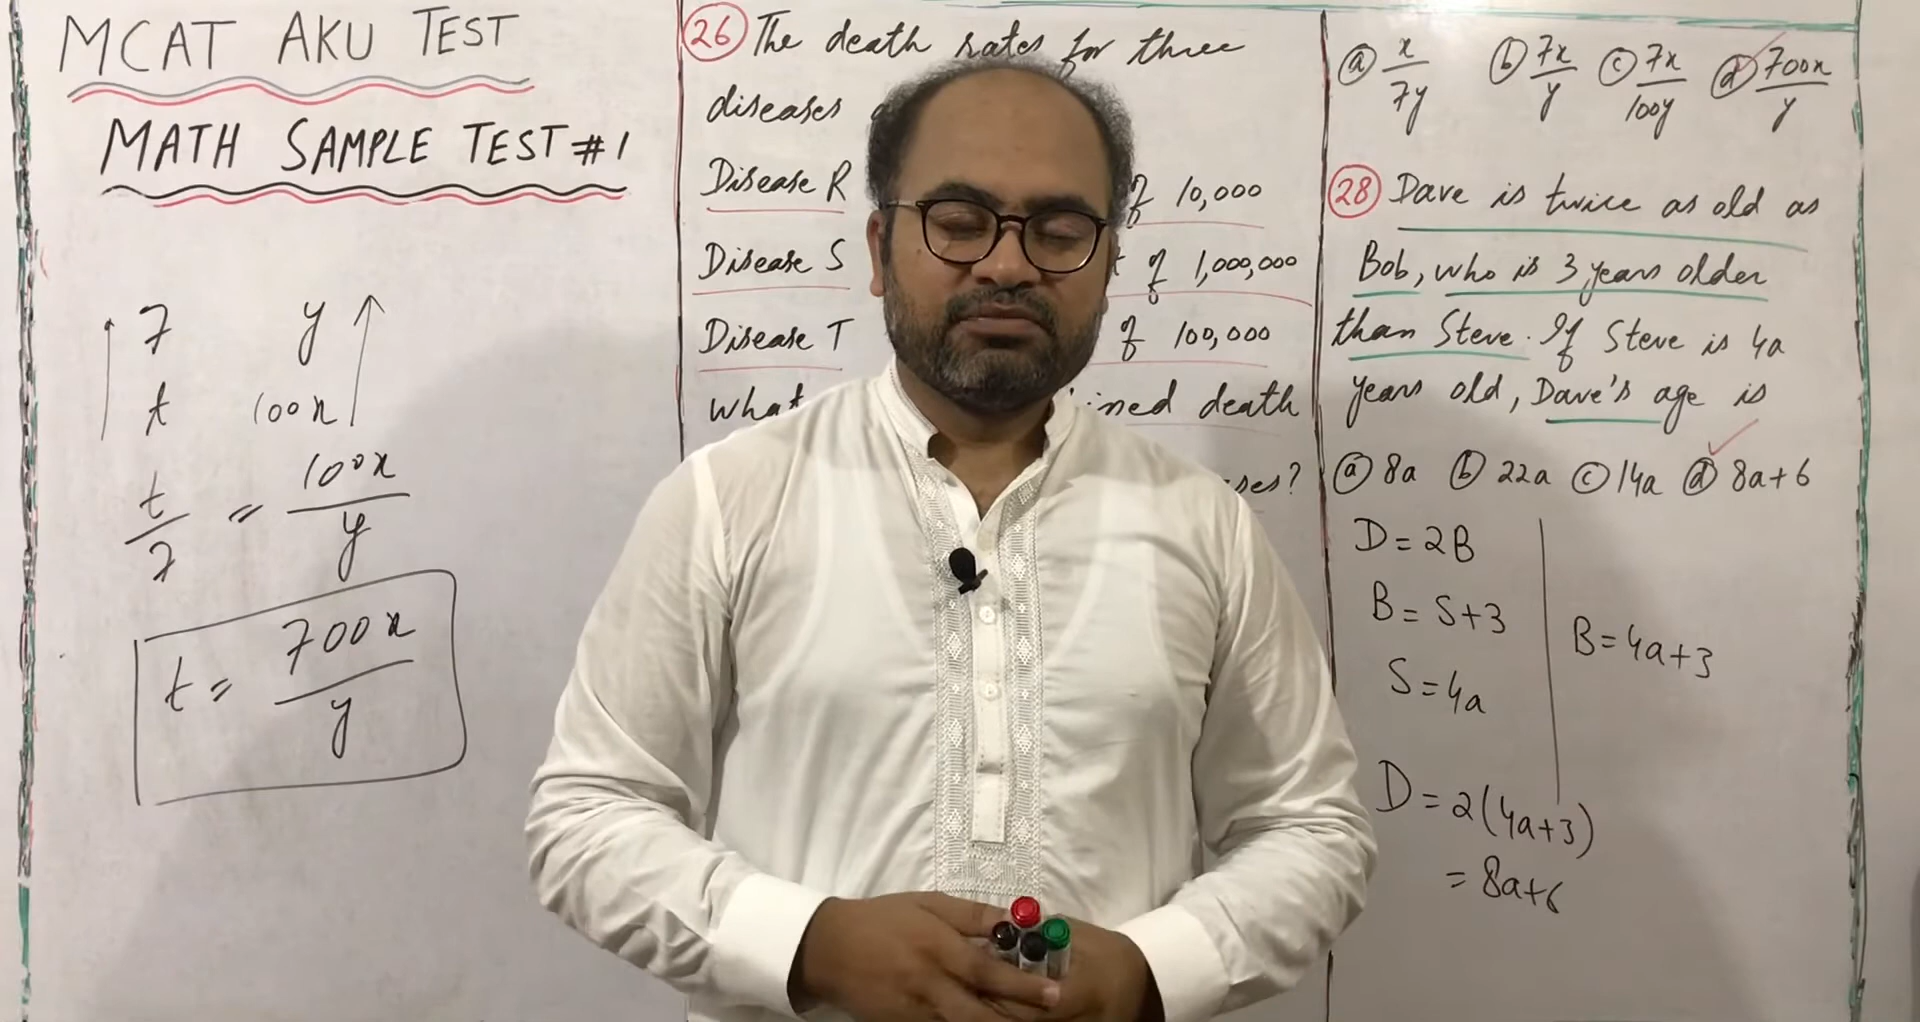 MCAT AKU TEST
MATH SAMPLE TEST #1
7 y
t 100x
t/7 = 100x/y
t = 700x/y
26 The death rates for three
diseases
Disease R of 10,000
Disease S of 1,000,000
Disease T of 100,000
what death
a x/7y b 7x/y c 7x/100y d 700x/y
28 Dave is twice as old as
Bob, who is 3 years older
than Steve. If Steve is 4a
years old, Dave's age is
a 8a b 22a c 14a d 8a+6
D = 2B
B = S+3
S = 4a
B = 4a+3
D = 2(4a+3)
= 8a+6